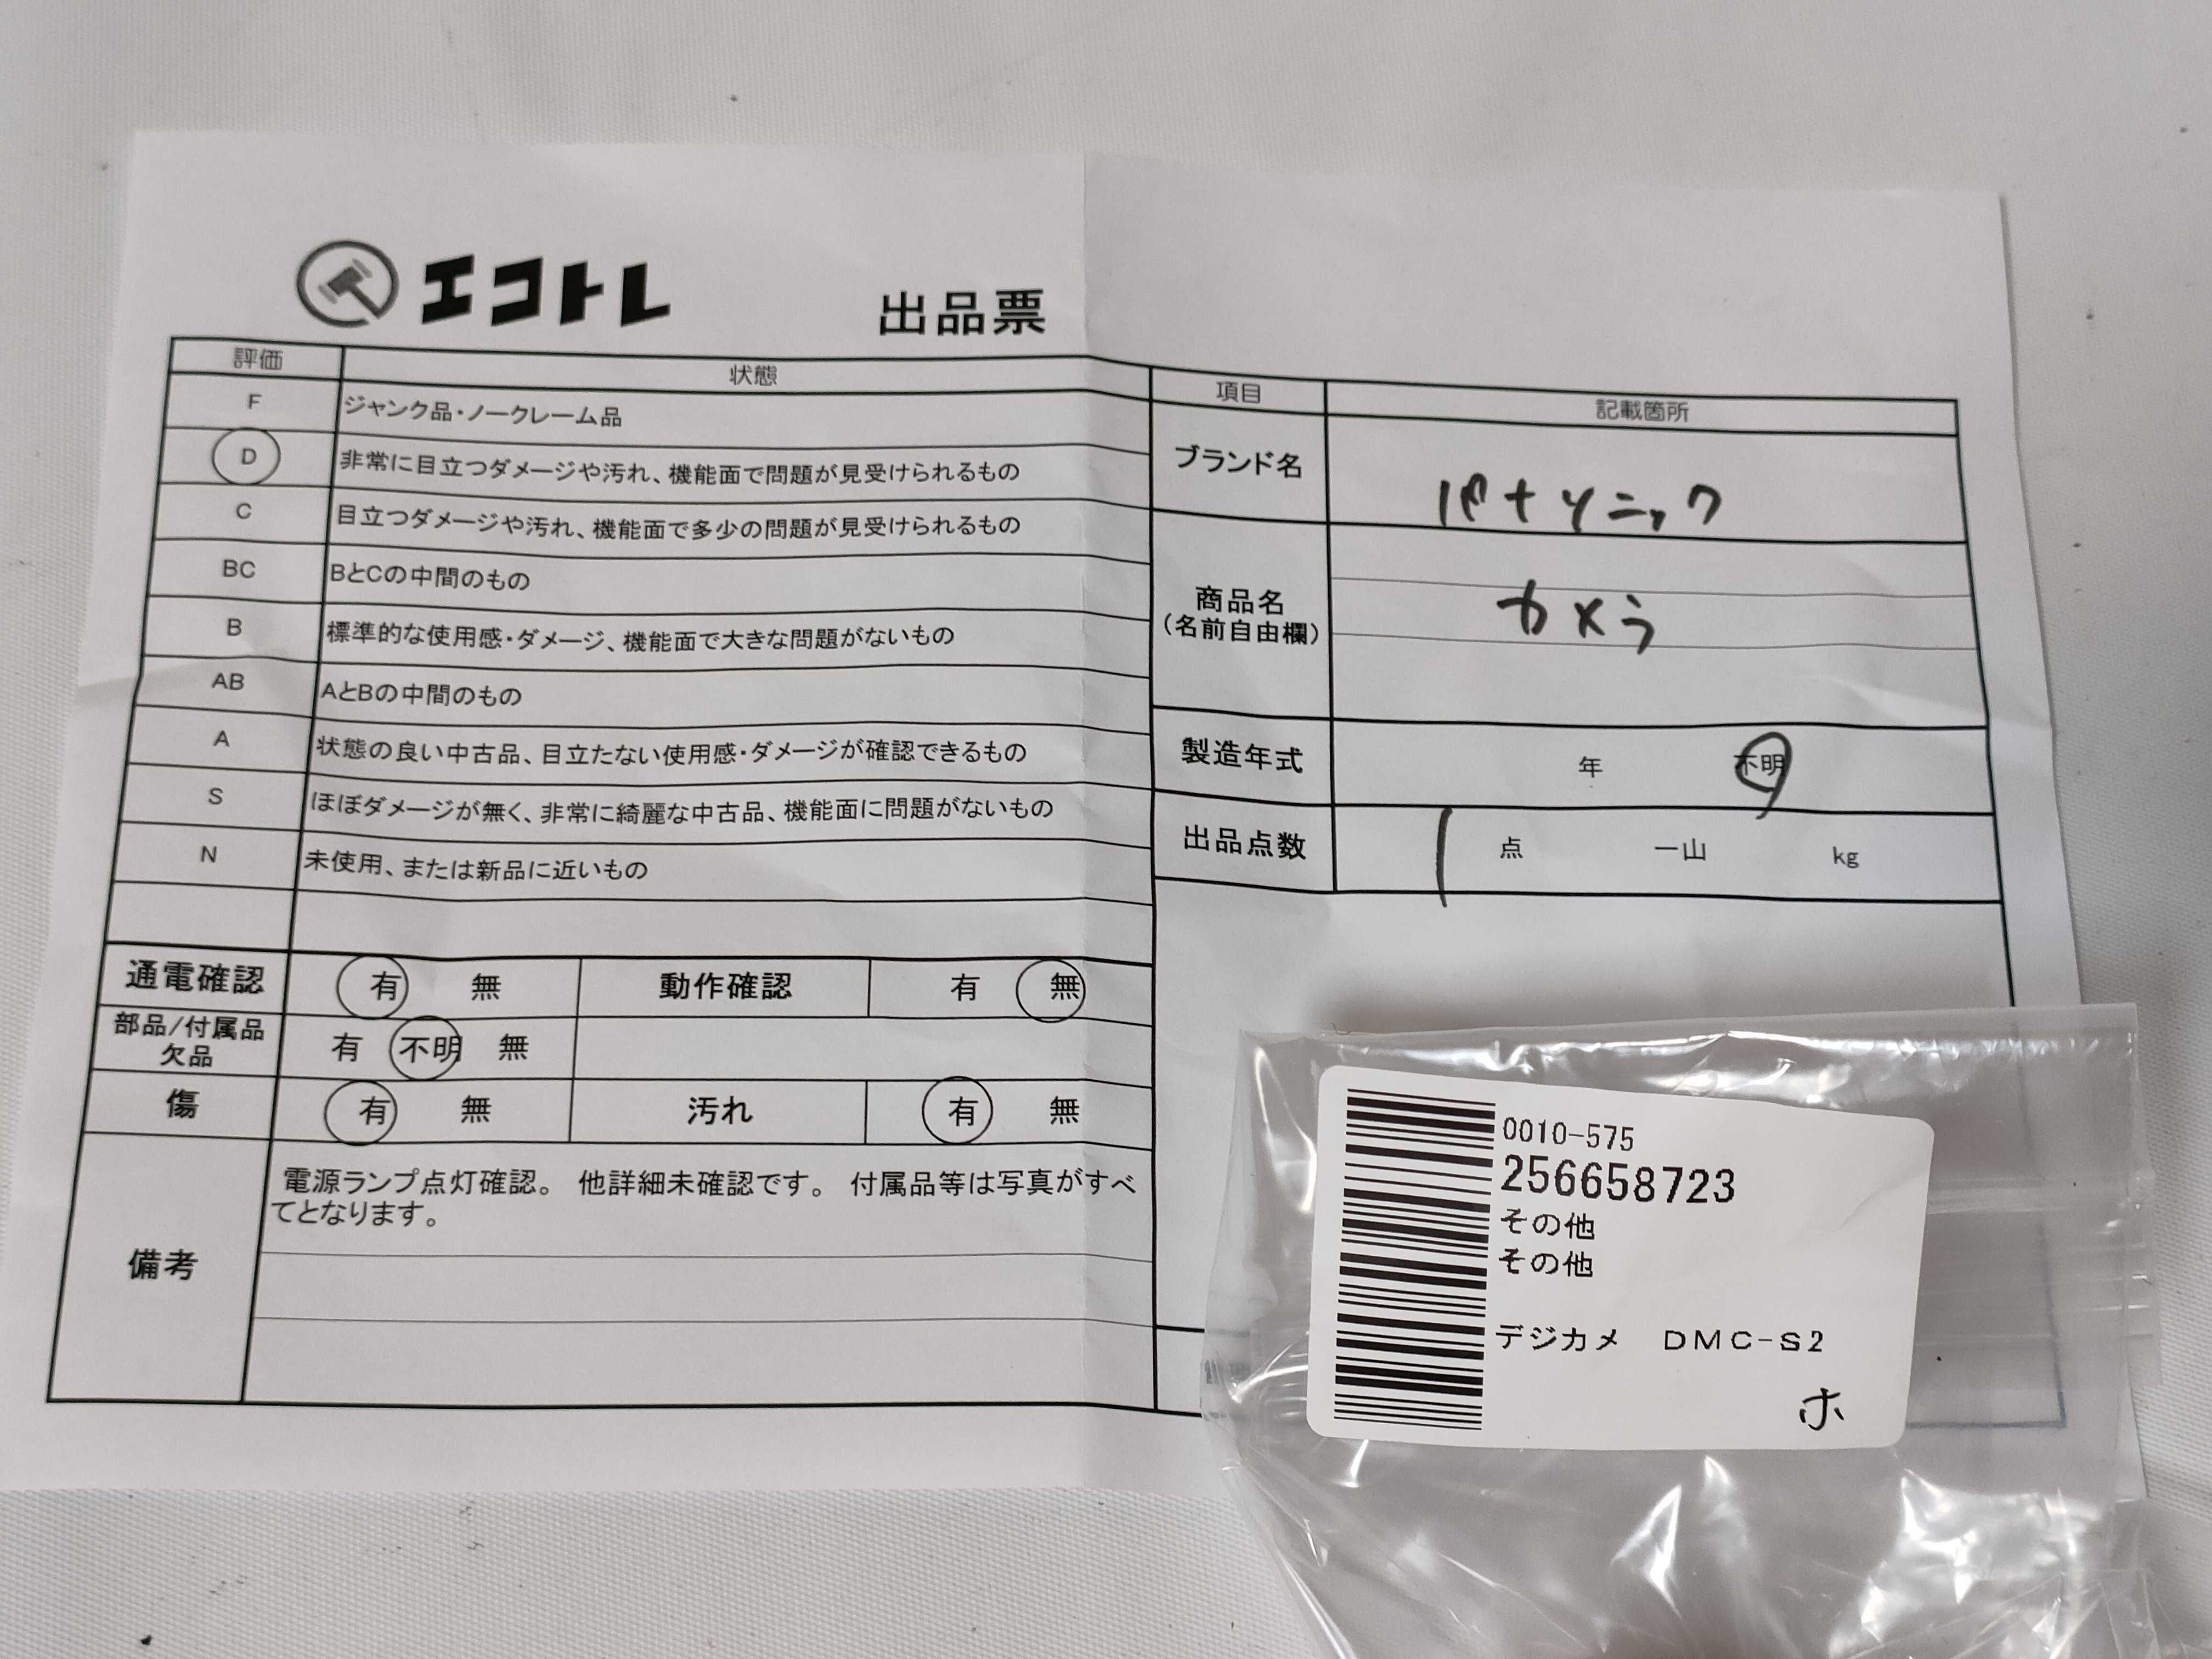 エコトレ
出品票
評価 状態
F ジャンク品・ノークレーム品
D 非常に目立つダメージや汚れ、機能面で問題が見受けられるもの
C 目立つダメージや汚れ、機能面で多少の問題が見受けられるもの
BC BとCの中間のもの
B 標準的な使用感・ダメージ、機能面で大きな問題がないもの
AB AとBの中間のもの
A 状態の良い中古品、目立たない使用感・ダメージが確認できるもの
S ほぼダメージが無く、非常に綺麗な中古品、機能面に問題がないもの
N 未使用、または新品に近いもの
通電確認 有 無 動作確認 有 無
部品/付属品
欠品 有 不明 無
傷 有 無 汚れ 有 無
備考
電源ランプ点灯確認。 他詳細未確認です。 付属品等は写真がすべ
てとなります。
項目 記載箇所
ブランド名 パナソニック
商品名
(名前自由欄) カメラ
製造年式 年 不明
出品点数 1 点 一山 kg
0010-575
256658723
その他
その他
デジカメ DMC-S2
ホ